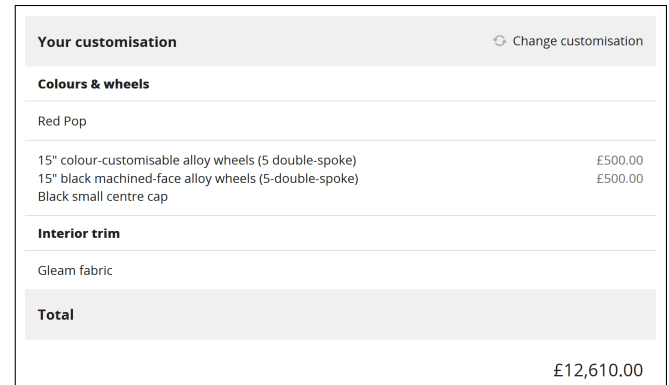 Your customisation
Change customisation
Colours & wheels
Red Pop
15" colour-customisable alloy wheels (5 double-spoke) £500.00
15" black machined-face alloy wheels (5-double-spoke) £500.00
Black small centre cap
Interior trim
Gleam fabric
Total
£12,610.00